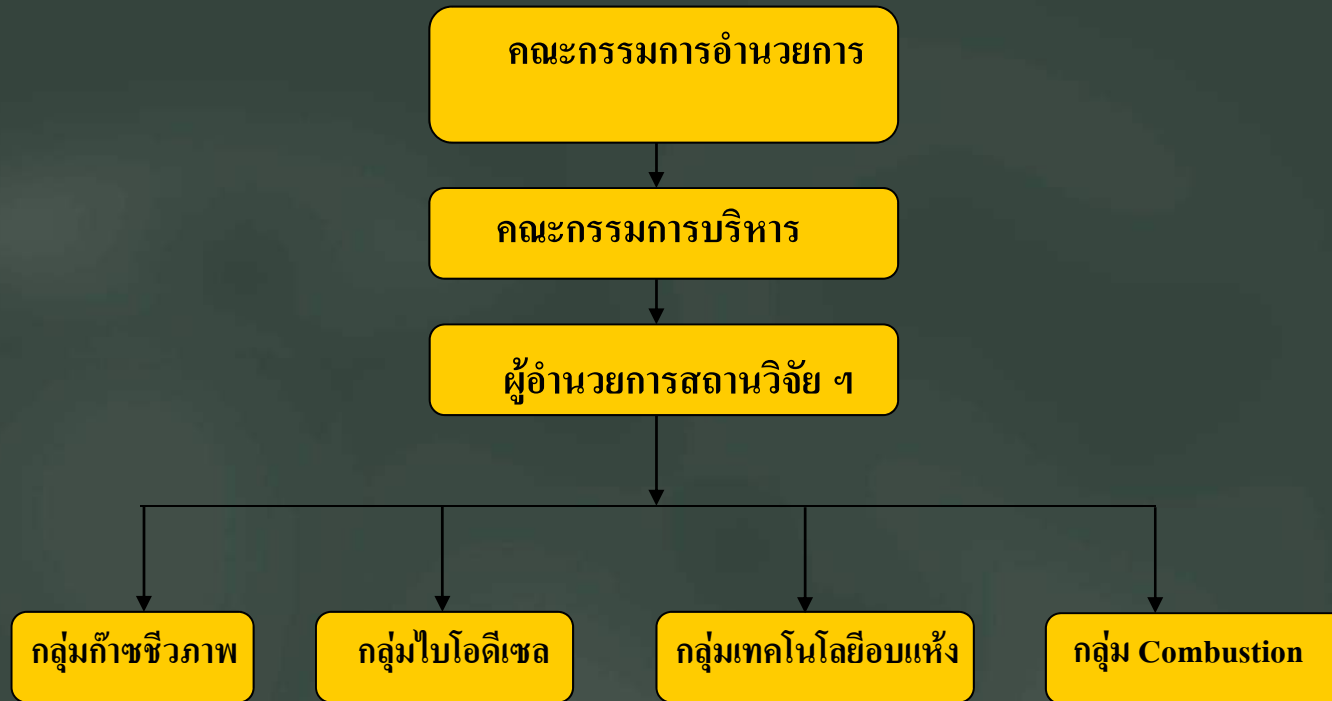 คณะกรรมการอำนวยการ
คณะกรรมการบริหาร
ผู้อำนวยการสถานวิจัย ฯ
กลุ่มก๊าซชีวภาพ
กลุ่มไบโอดีเซล
กลุ่มเทคโนโลยีอบแห้ง
กลุ่ม Combustion